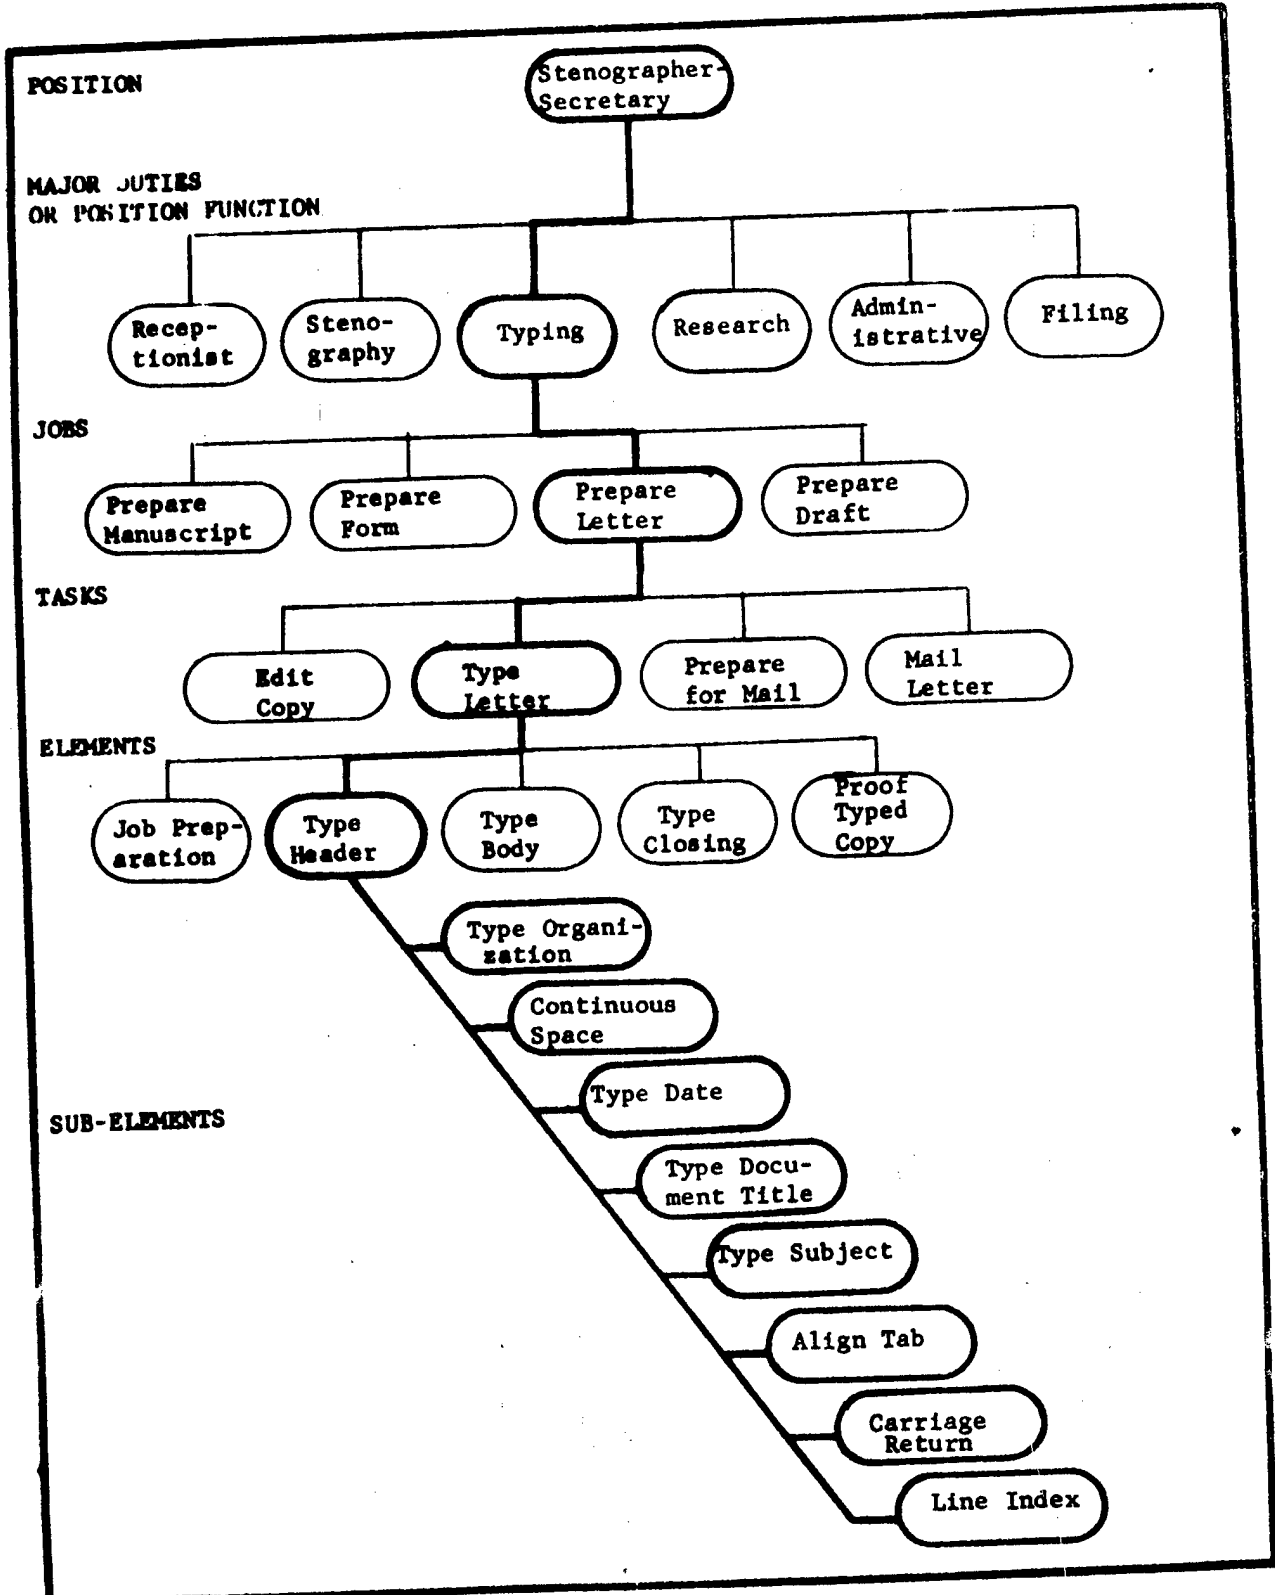 POSITION
Stenographer-
Secretary
MAJOR DUTIES
OR POSITION FUNCTION
Recep-
tionist
Steno-
graphy
Typing
Research
Admin-
istrative
Filing
JOBS
Prepare
Manuscript
Prepare
Form
Prepare
Letter
Prepare
Draft
TASKS
Edit
Copy
Type
Letter
Prepare
for Mail
Mail
Letter
ELEMENTS
Job Prep-
aration
Type
Header
Type
Body
Type
Closing
Proof
Typed
Copy
Type Organi-
zation
Continuous
Space
Type Date
SUB-ELEMENTS
Type Docu-
ment Title
Type Subject
Align Tab
Carriage
Return
Line Index